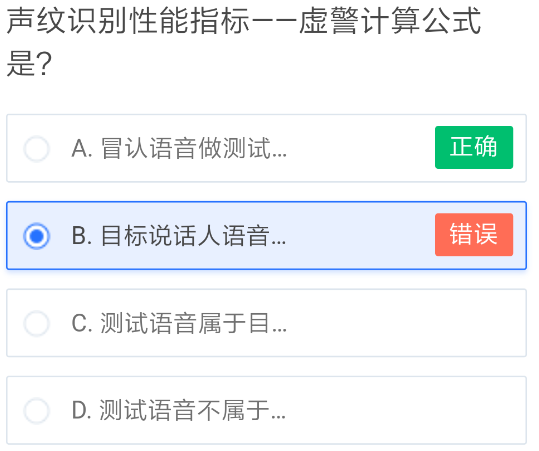 声纹识别性能指标——虚警计算公式
是？
A. 冒认语音做测试...
正确
B. 目标说话人语音...
错误
C. 测试语音属于目...
D. 测试语音不属于...